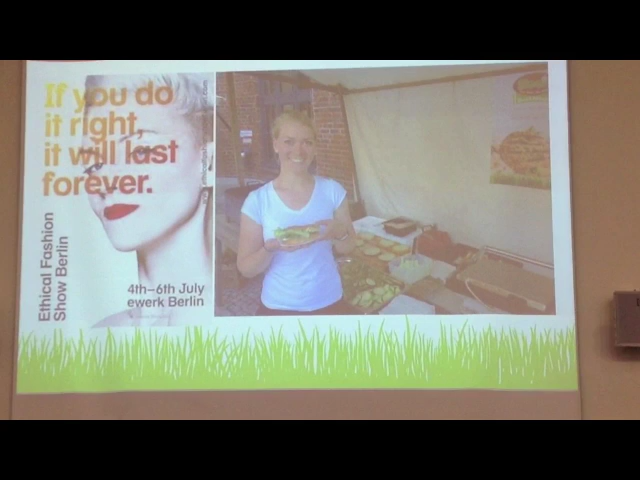 If you do
it right,
it will last
forever.
Ethical Fashion
Show Berlin
4th–6th July
ewerk Berlin